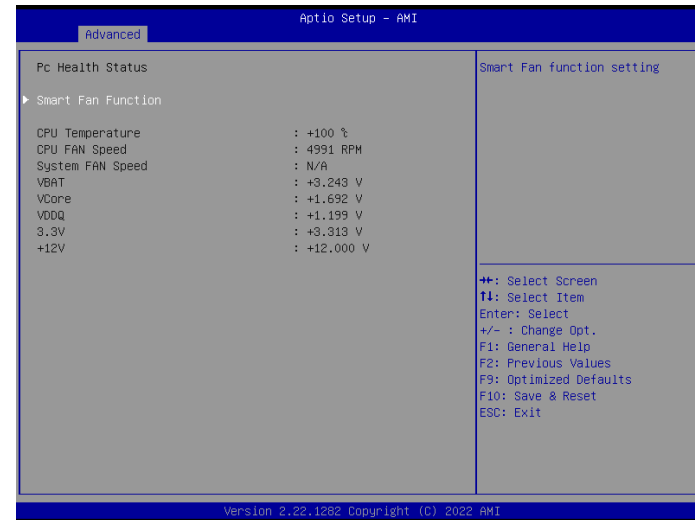 Aptio Setup – AMI
Advanced
Pc Health Status
Smart Fan Function
CPU Temperature : +100 ℃
CPU FAN Speed : 4991 RPM
System FAN Speed : N/A
VBAT : +3.243 V
VCore : +1.692 V
VDDQ : +1.199 V
3.3V : +3.313 V
+12V : +12.000 V
Smart Fan function setting
→←: Select Screen
↑↓: Select Item
Enter: Select
+/- : Change Opt.
F1: General Help
F2: Previous Values
F9: Optimized Defaults
F10: Save & Reset
ESC: Exit
Version 2.22.1282 Copyright (C) 2022 AMI